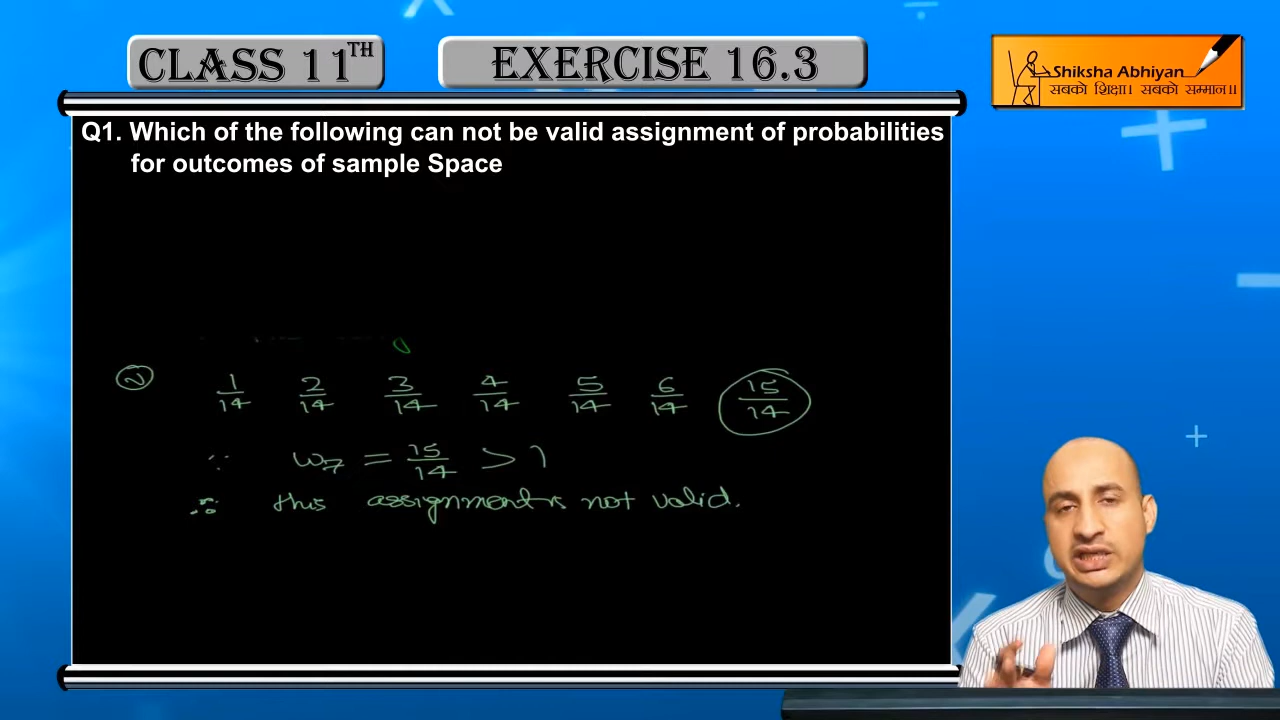 CLASS 11TH
EXERCISE 16.3
Shiksha Abhiyan
सबको शिक्षा। सबको सम्मान।।
Q1. Which of the following can not be valid assignment of probabilities
for outcomes of sample Space
1/14 2/14 3/14 4/14 5/14 6/14 15/14
∵ ω7 = 15/14 > 1
∴ this assignment is not valid.